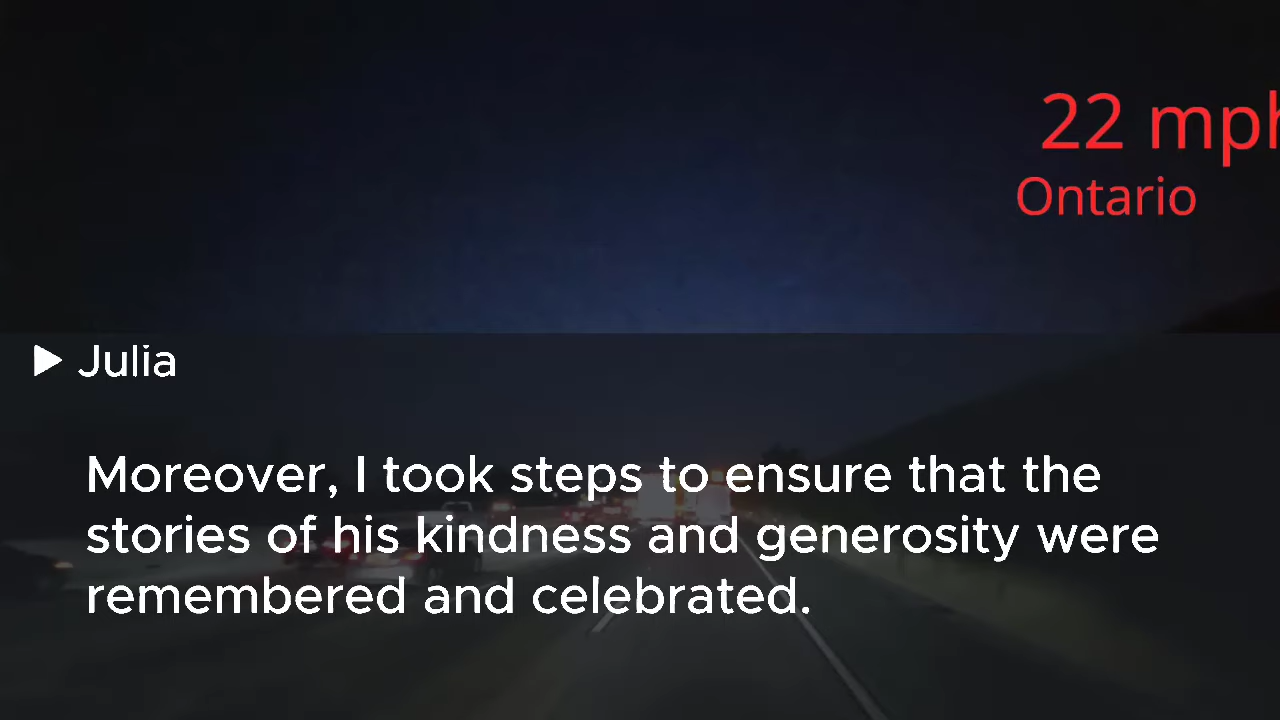 22 mph
Ontario
Julia
Moreover, I took steps to ensure that the
stories of his kindness and generosity were
remembered and celebrated.